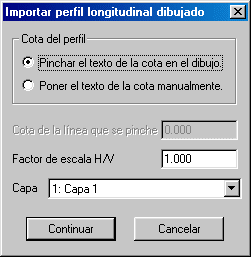 Importar perfil longitudinal dibujado
Cota del perfil
Pinchar el texto de la cota en el dibujo.
Poner el texto de la cota manualmente.
Cota de la línea que se pinche 0.000
Factor de escala H/V 1.000
Capa 1: Capa 1
Continuar Cancelar